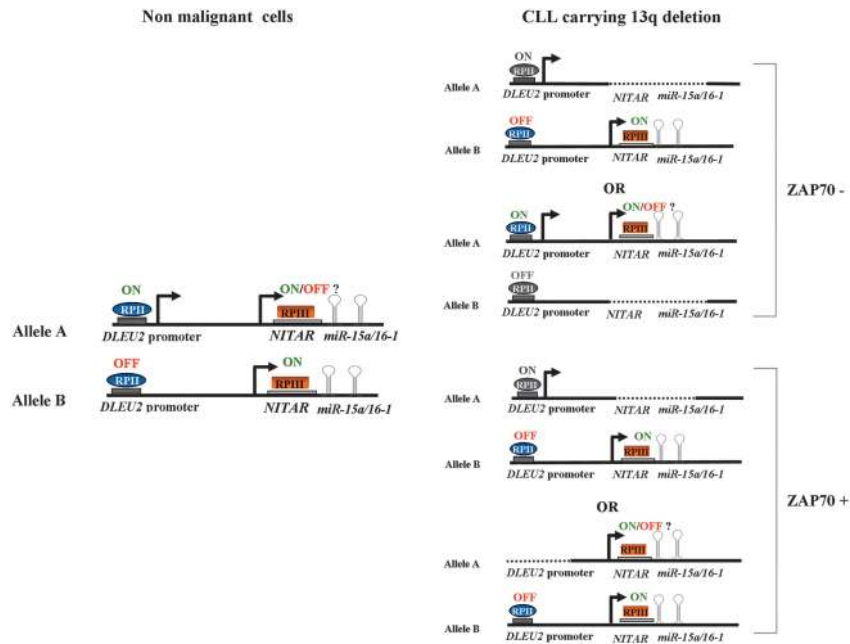 Non malignant cells
CLL carrying 13q deletion
ON
RPII
Allele A
DLEU2 promoter NITAR miR-15a/16-1
OFF ON
RPII RPIII
Allele B
DLEU2 promoter NITAR miR-15a/16-1
OR
ZAP70 -
ON ON/OFF ?
RPII RPIII
Allele A
DLEU2 promoter NITAR miR-15a/16-1
OFF
RPII
Allele B
DLEU2 promoter NITAR miR-15a/16-1
ON ON/OFF ?
RPII RPIII
Allele A
DLEU2 promoter NITAR miR-15a/16-1
OFF ON
RPII RPIII
Allele B
DLEU2 promoter NITAR miR-15a/16-1
ON
RPII
Allele A
DLEU2 promoter NITAR miR-15a/16-1
OFF ON
RPII RPIII
Allele B
DLEU2 promoter NITAR miR-15a/16-1
OR
ZAP70 +
ON/OFF ?
RPIII
Allele A
DLEU2 promoter NITAR miR-15a/16-1
OFF ON
RPII RPIII
Allele B
DLEU2 promoter NITAR miR-15a/16-1